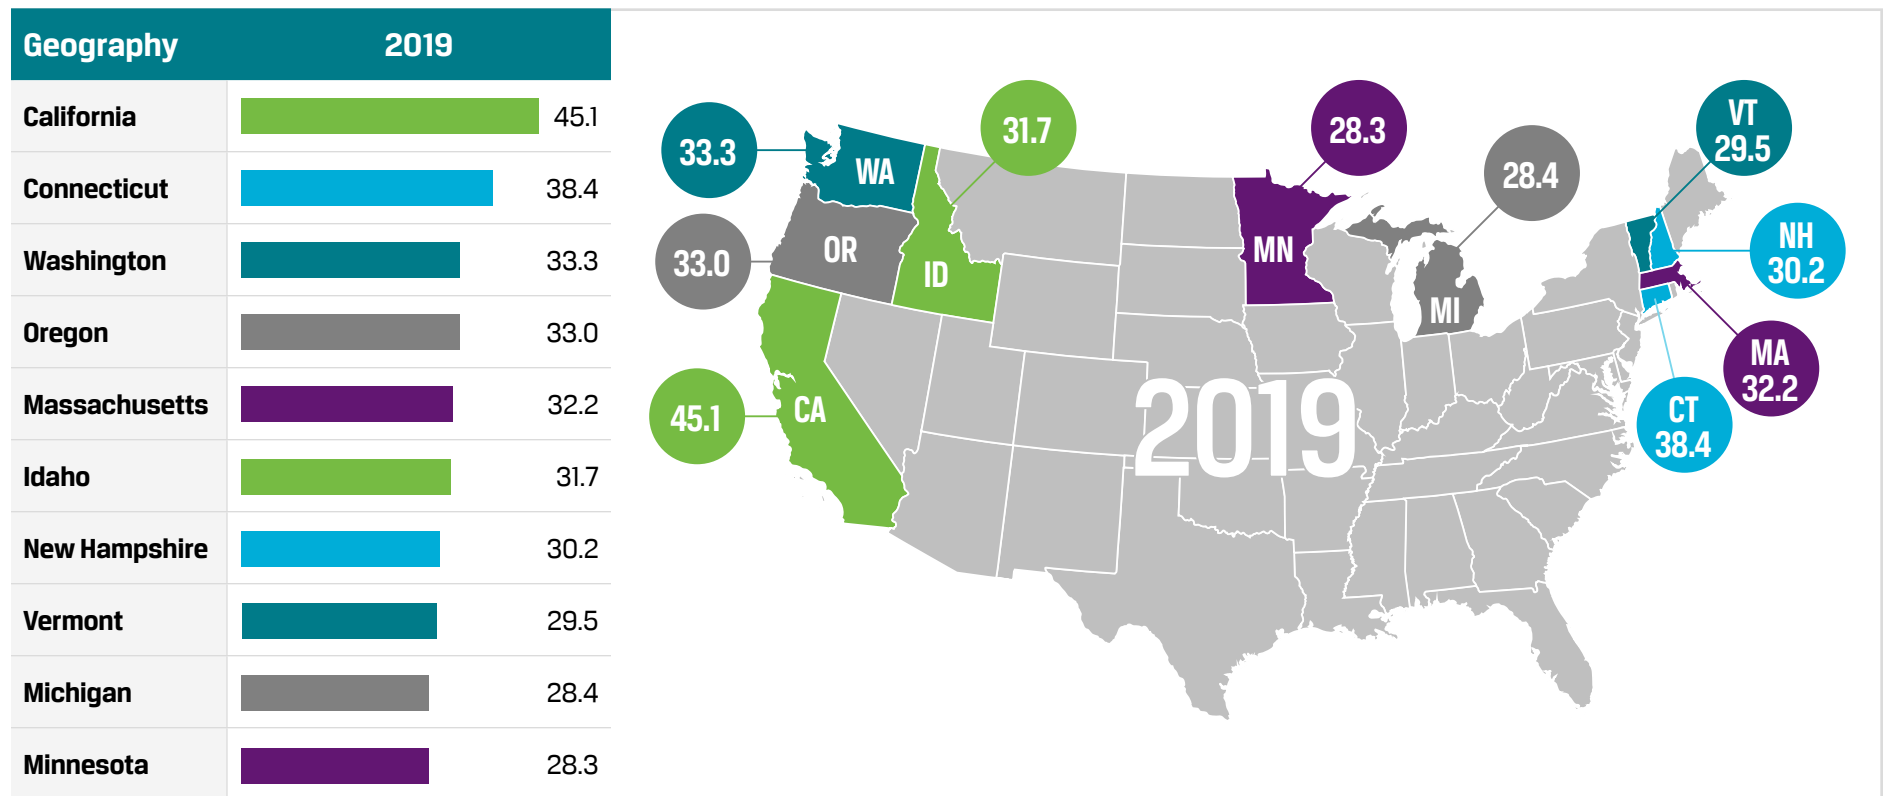 Geography 2019
California 45.1
Connecticut 38.4
Washington 33.3
Oregon 33.0
Massachusetts 32.2
Idaho 31.7
New Hampshire 30.2
Vermont 29.5
Michigan 28.4
Minnesota 28.3
33.3
WA
31.7
28.3
28.4
VT
29.5
33.0
OR
ID
MN
MI
NH
30.2
MA
32.2
45.1
CA
2019
CT
38.4